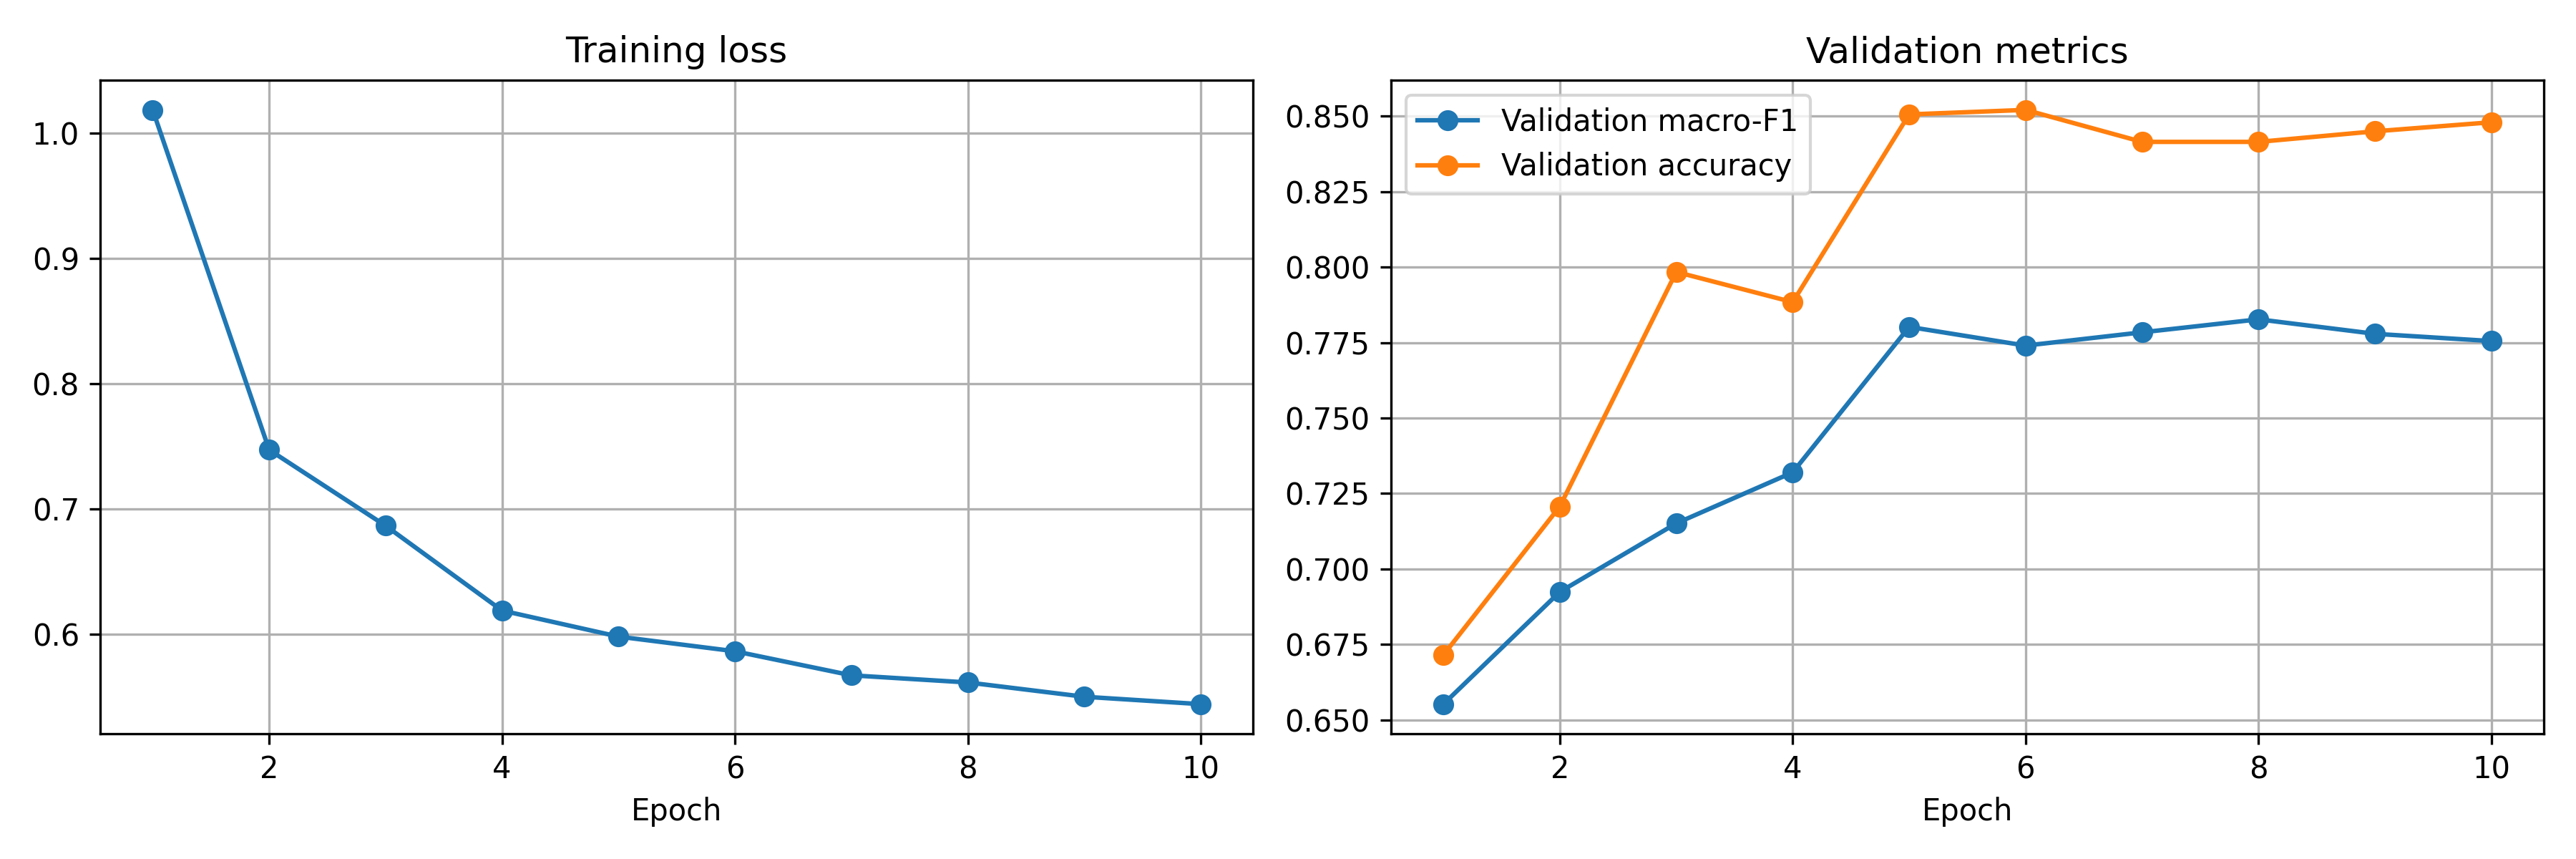 Training loss
1.0
0.9
0.8
0.7
0.6
2 4 6 8 10
Epoch
Validation metrics
Validation macro-F1
Validation accuracy
0.850
0.825
0.800
0.775
0.750
0.725
0.700
0.675
0.650
2 4 6 8 10
Epoch